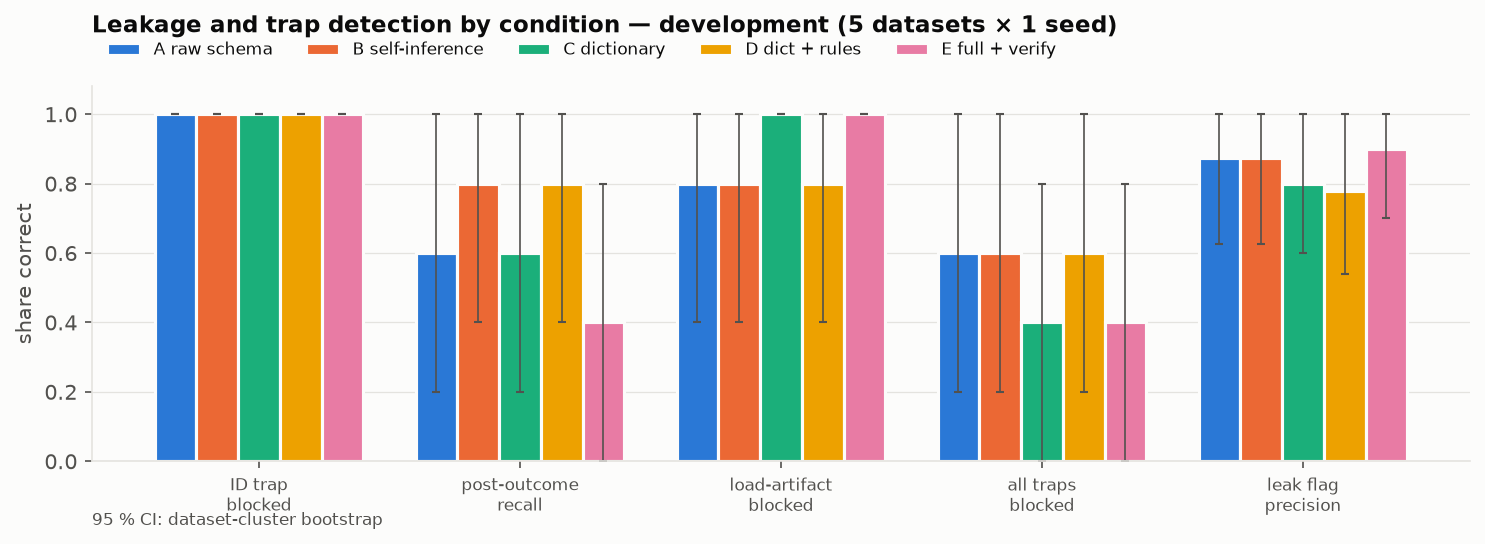 Leakage and trap detection by condition — development (5 datasets × 1 seed)
A raw schema B self-inference C dictionary D dict + rules E full + verify
share correct
1.0
0.8
0.6
0.4
0.2
0.0
ID trap
blocked
post-outcome
recall
load-artifact
blocked
all traps
blocked
leak flag
precision
95 % CI: dataset-cluster bootstrap